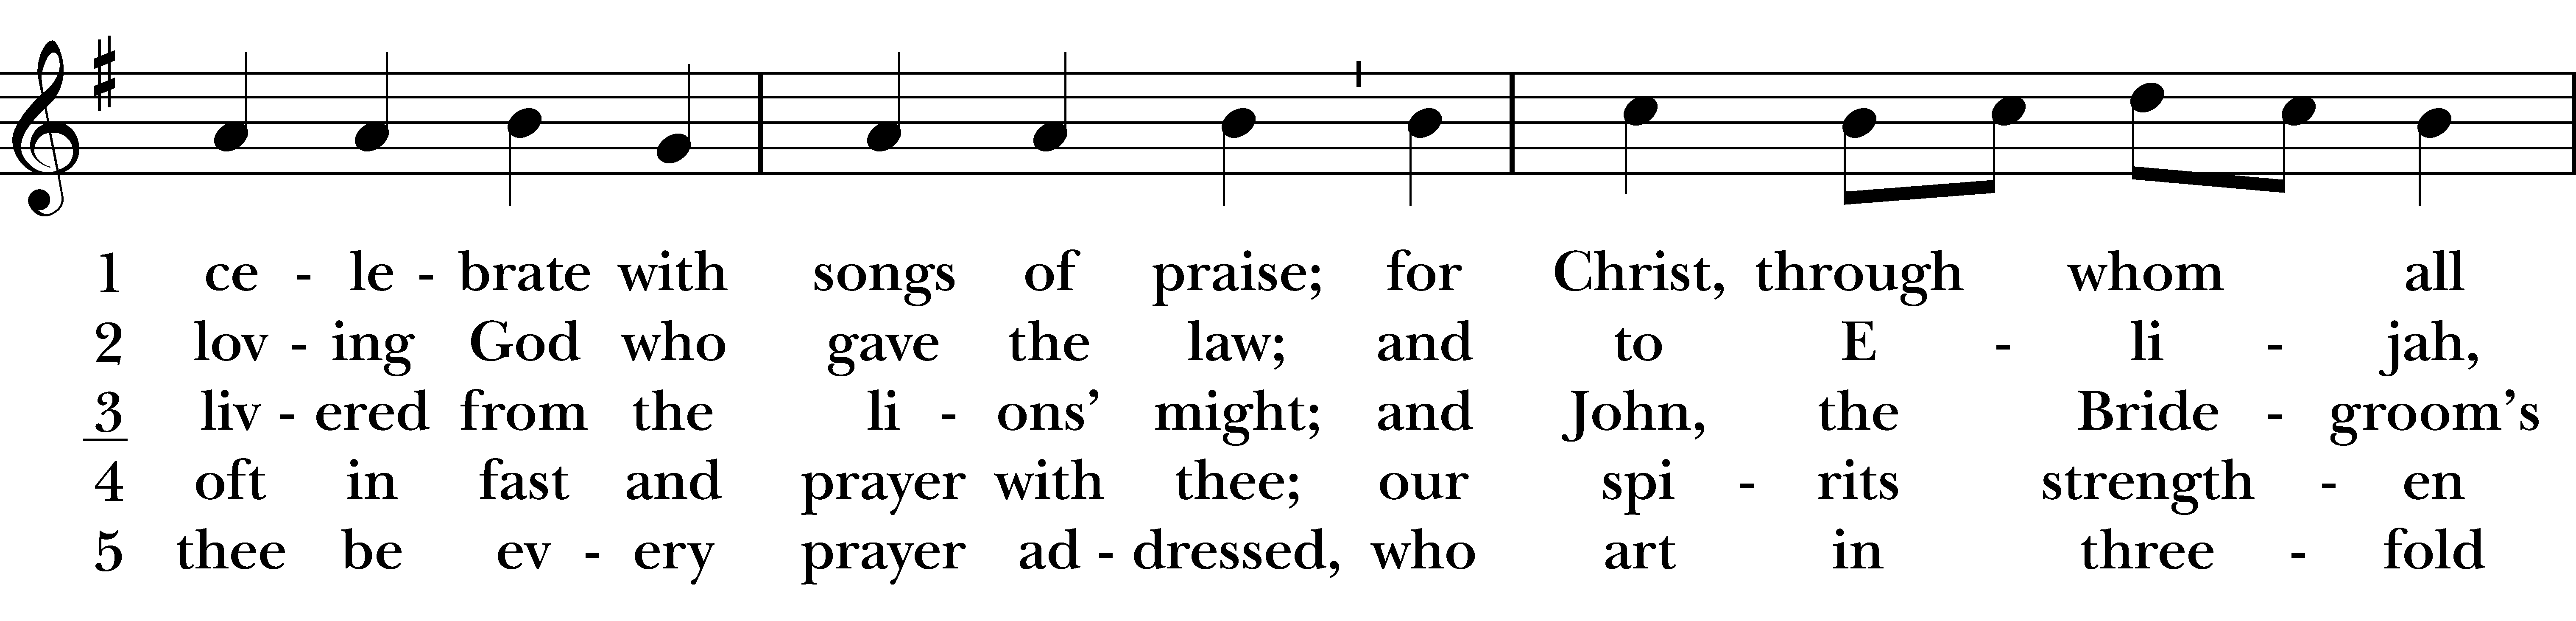 1 ce - le - brate with songs of praise; for Christ, through whom all
2 lov - ing God who gave the law; and to E - li - jah,
3 liv - ered from the li - ons’ might; and John, the Bride - groom’s
4 oft in fast and prayer with thee; our spi - rits strength - en
5 thee be ev - ery prayer ad - dressed, who art in three - fold